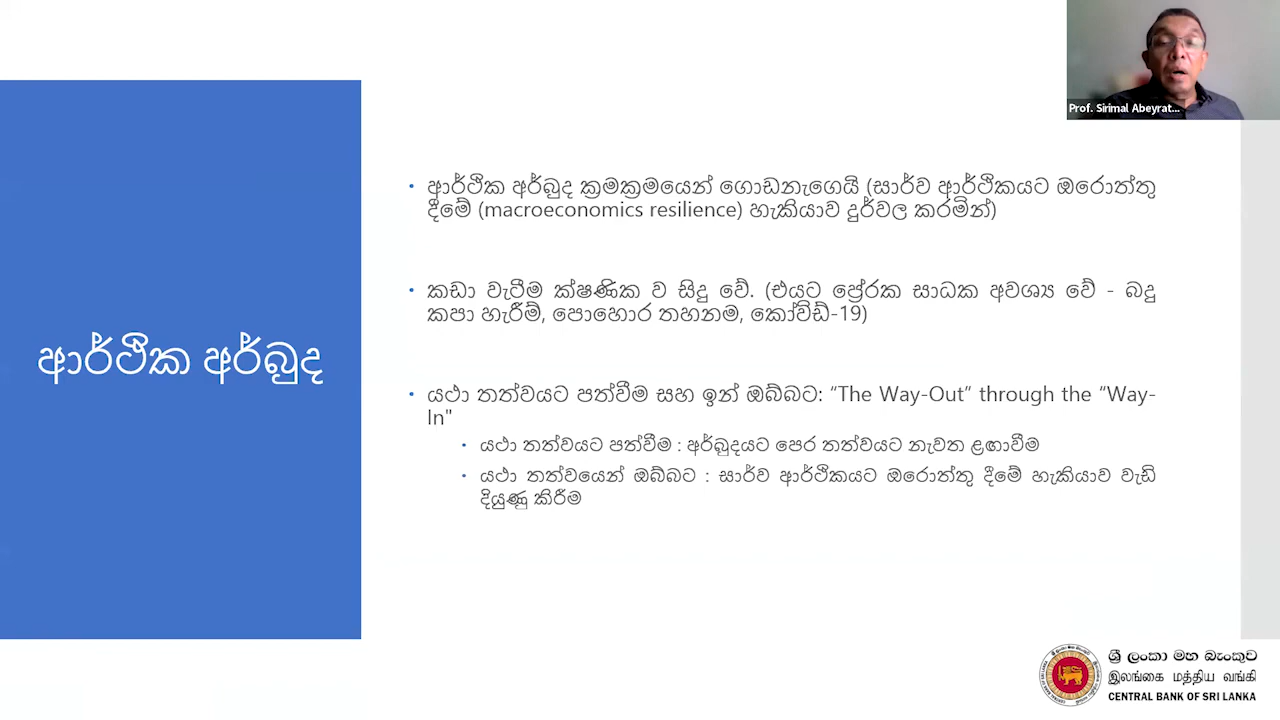 Prof. Sirimal Abeyrat...
ආර්ථික අර්බුද
• ආර්ථික අර්බුද ක්‍රමක්‍රමයෙන් ගොඩනැගෙයි (සාර්ව ආර්ථිකයට ඔරොත්තු
දීමේ (macroeconomics resilience) හැකියාව දුර්වල කරමින්)
• කඩා වැටීම ක්ෂණික ව සිදු වේ. (එයට ප්‍රේරක සාධක අවශ්‍ය වේ - බදු
කපා හැරීම්, පොහොර තහනම, කෝවිඩ්-19)
• යථා තත්වයට පත්වීම සහ ඉන් ඔබ්බට: “The Way-Out” through the “Way-
In"
• යථා තත්වයට පත්වීම : අර්බුදයට පෙර තත්වයට නැවත ළඟාවීම
• යථා තත්වයෙන් ඔබ්බට : සාර්ව ආර්ථිකයට ඔරොත්තු දීමේ හැකියාව වැඩි
දියුණු කිරීම
ශ්‍රී ලංකා මහ බැංකුව
இலங்கை மத்திய வங்கி
CENTRAL BANK OF SRI LANKA